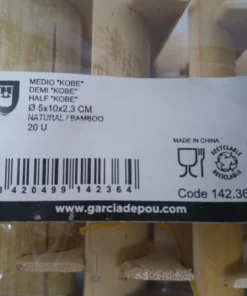 MEDIO "KOBE"
DEMI "KOBE"
HALF "KOBE"
Ø 5x10x2,3 CM
NATURAL / BAMBOO
20 U
MADE IN CHINA
RECYCLABLE
RECYCLABLE
8420499142364
Code 142.36
www.garciadepou.com